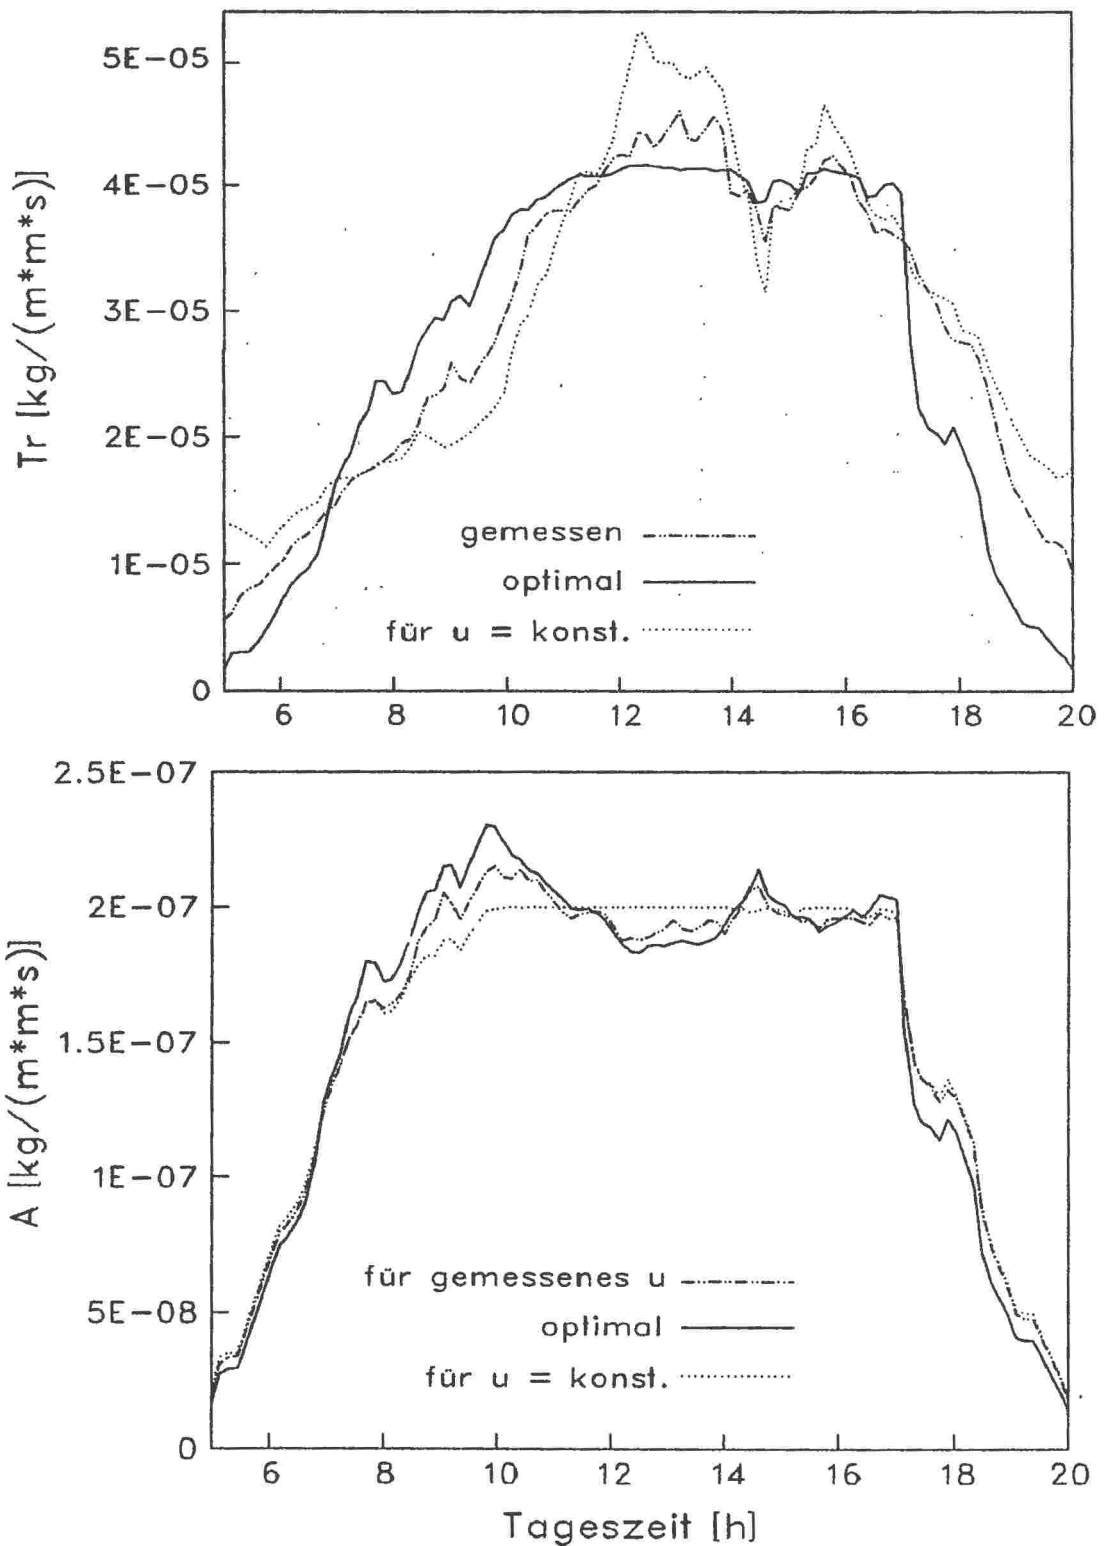 5E-05
4E-05
3E-05
2E-05
1E-05
0
Tr [kg/(m*m*s)]
gemessen
optimal
für u = konst.
6 8 10 12 14 16 18 20
2.5E-07
2E-07
1.5E-07
1E-07
5E-08
0
A [kg/(m*m*s)]
für gemessenes u
optimal
für u = konst.
6 8 10 12 14 16 18 20
Tageszeit [h]